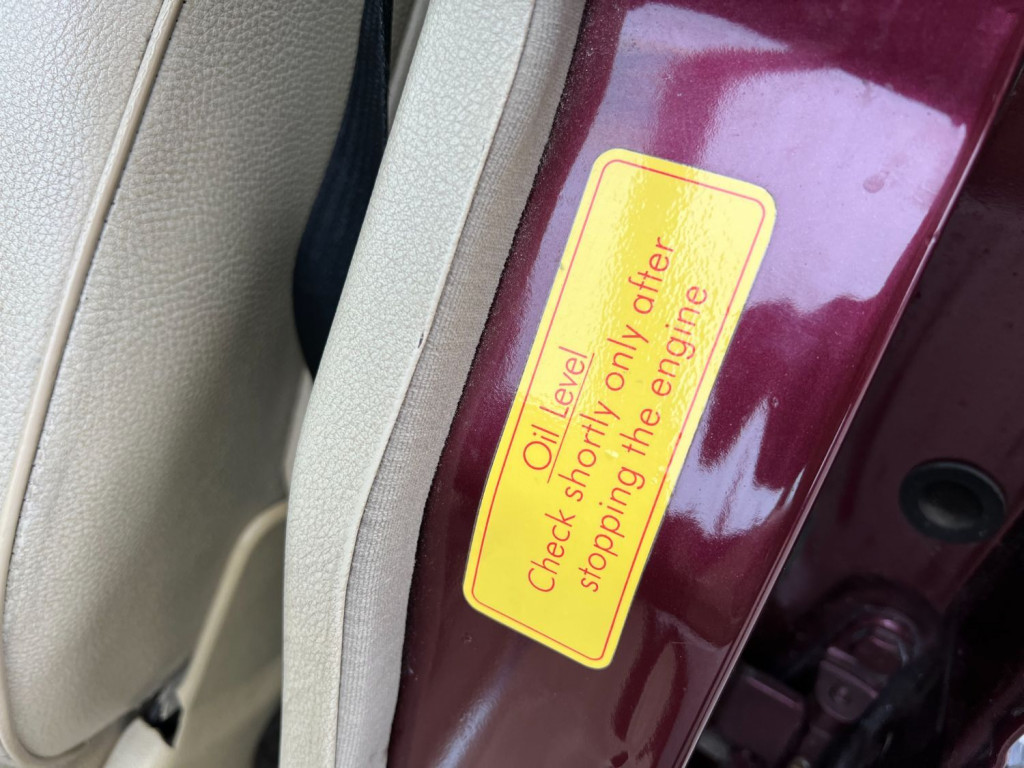 Oil Level
Check shortly only after
stopping the engine